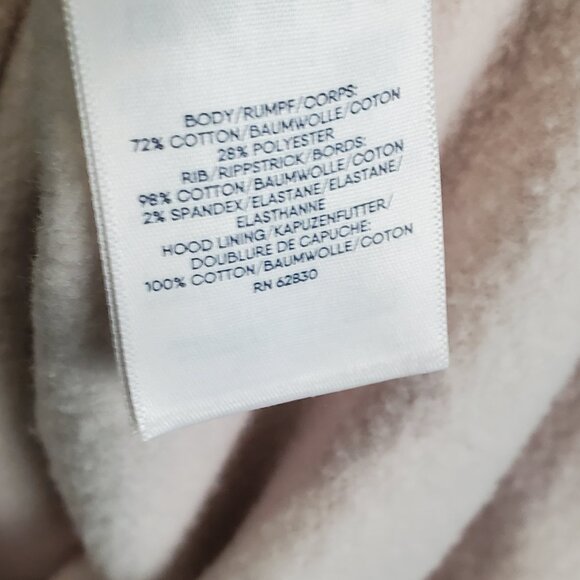 BODY/RUMPF/CORPS:
72% COTTON/BAUMWOLLE/COTON
28% POLYESTER
RIB/RIPPSTRICK/BORDS:
98% COTTON/BAUMWOLLE/COTON
2% SPANDEX/ELASTANE/ELASTANE/
ELASTHANNE
HOOD LINING/KAPUZENFUTTER/
DOUBLURE DE CAPUCHE:
100% COTTON/BAUMWOLLE/COTON
RN 62830